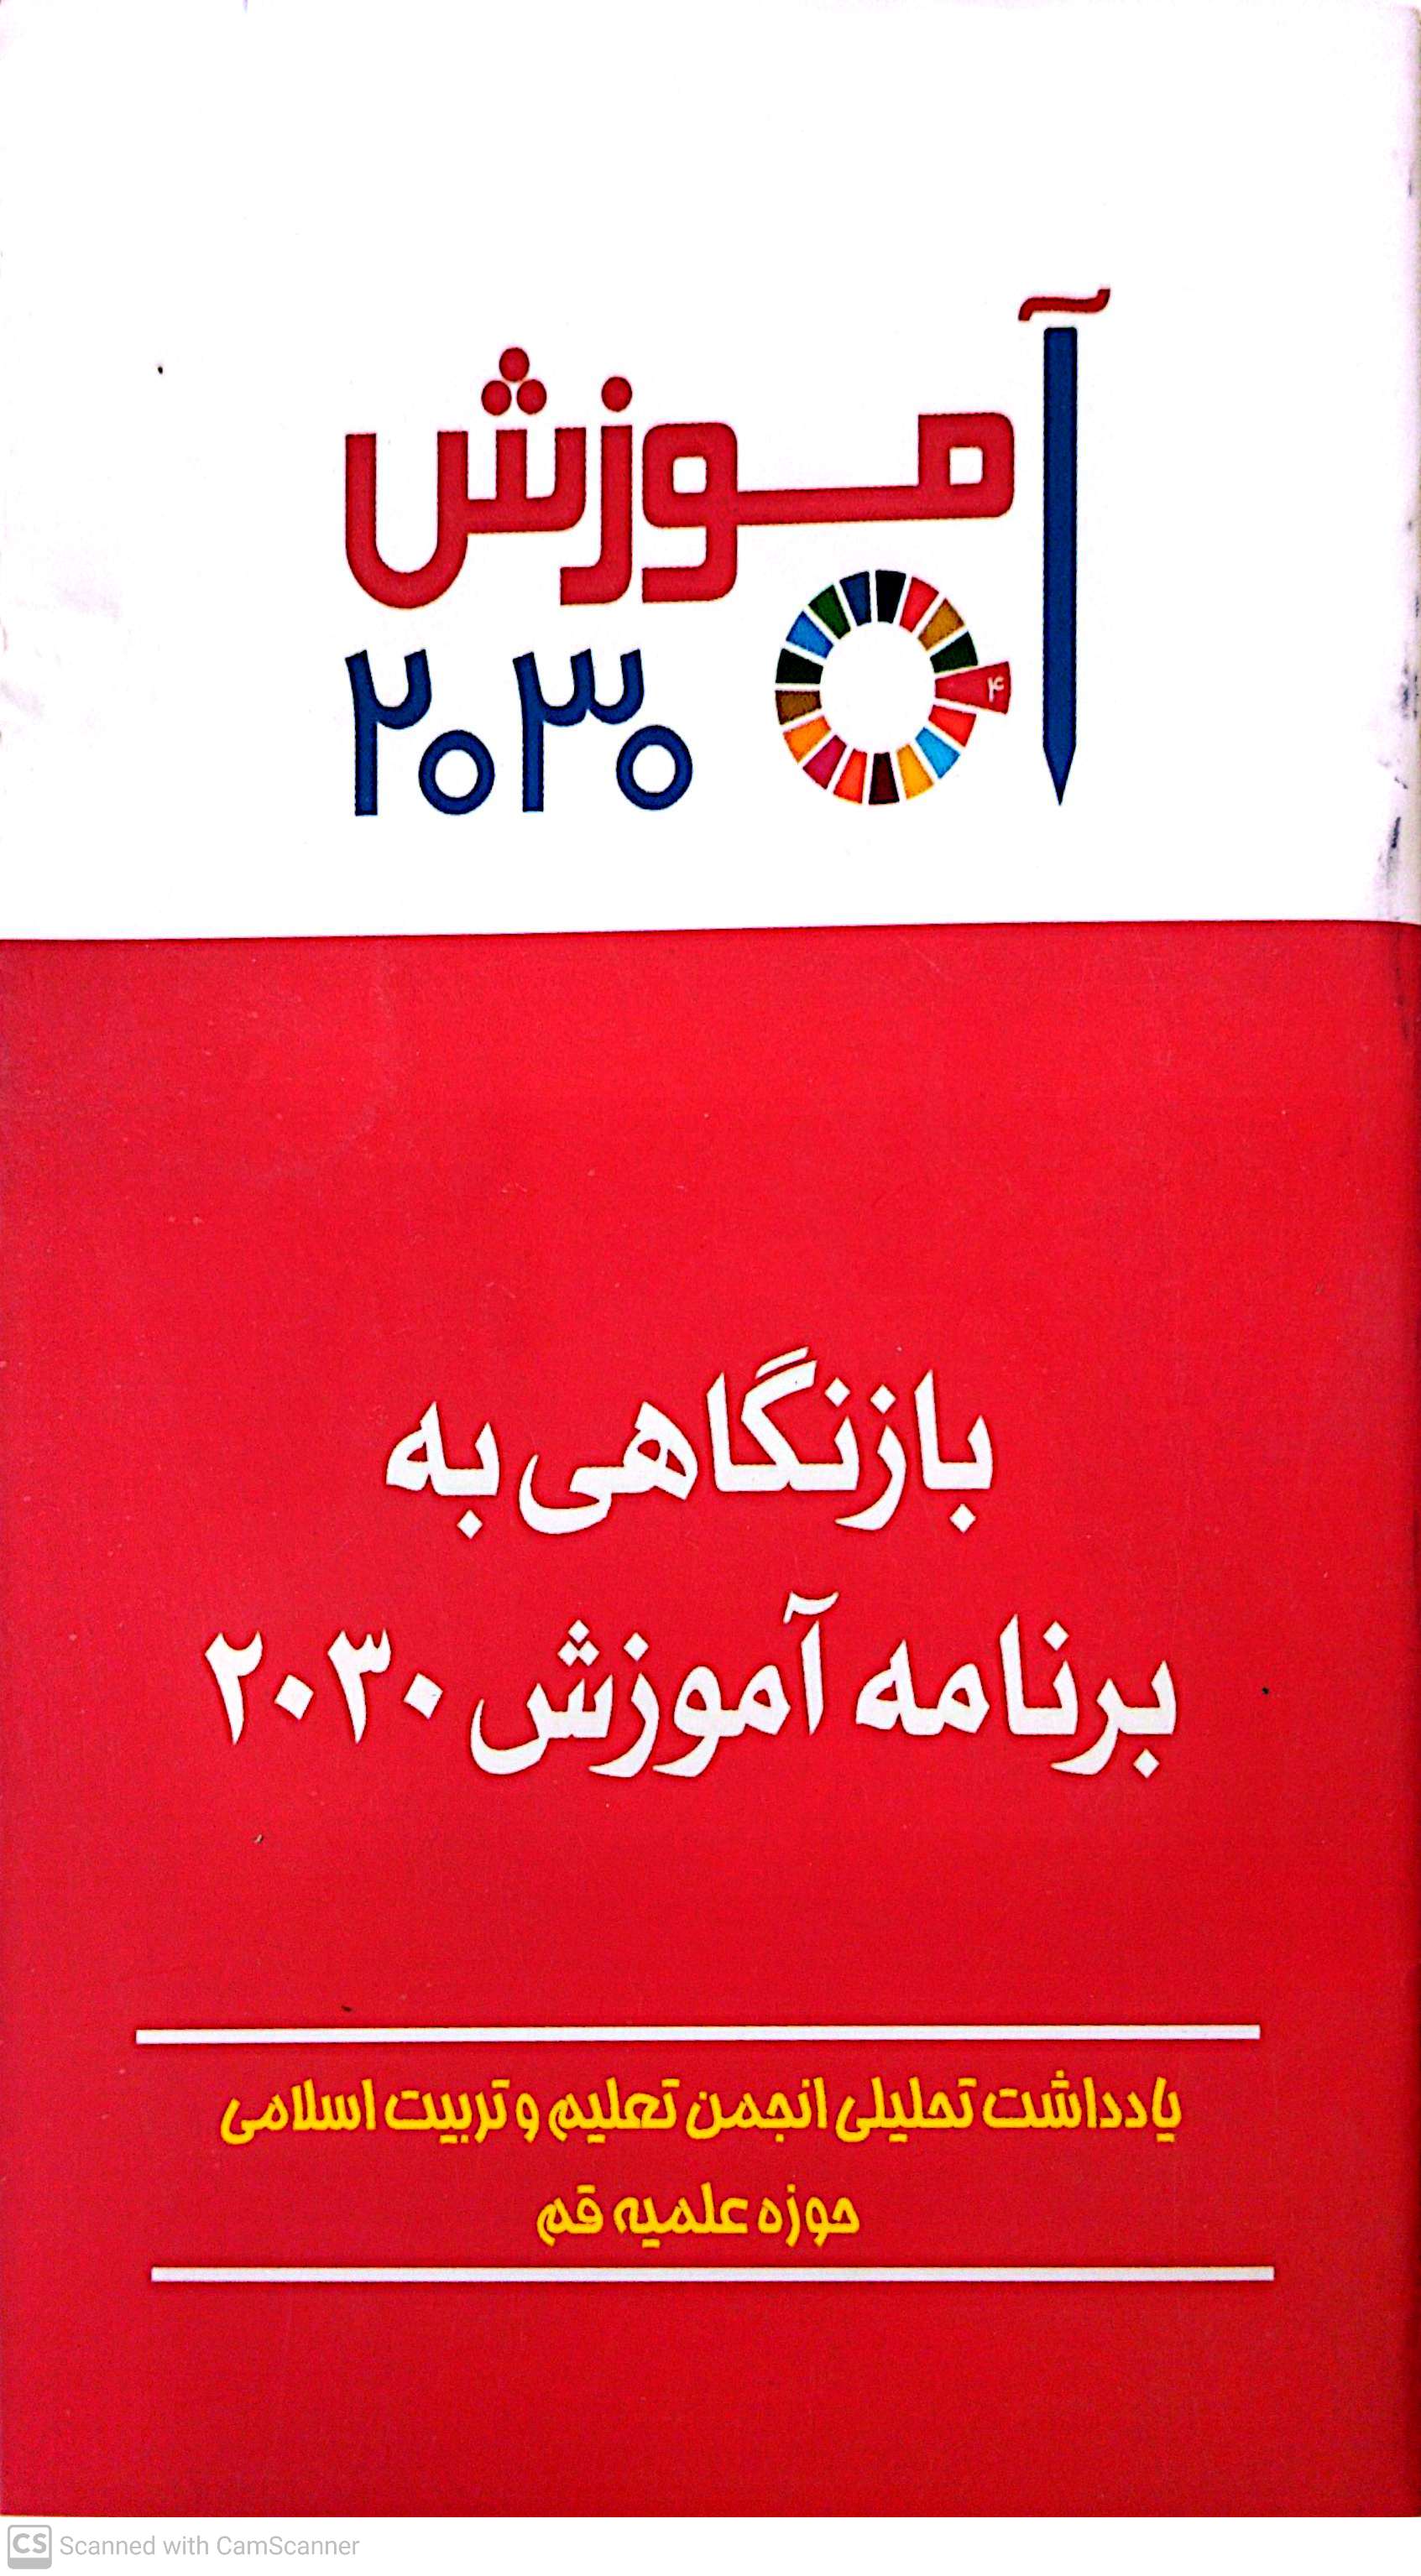 آموزش
۲۰۳۰
۴
بازنگاهی به
برنامه آموزش ۲۰۳۰
یادداشت تحلیلی انجمن تعلیم و تربیت اسلامی
حوزه علمیه قم
CS Scanned with CamScanner